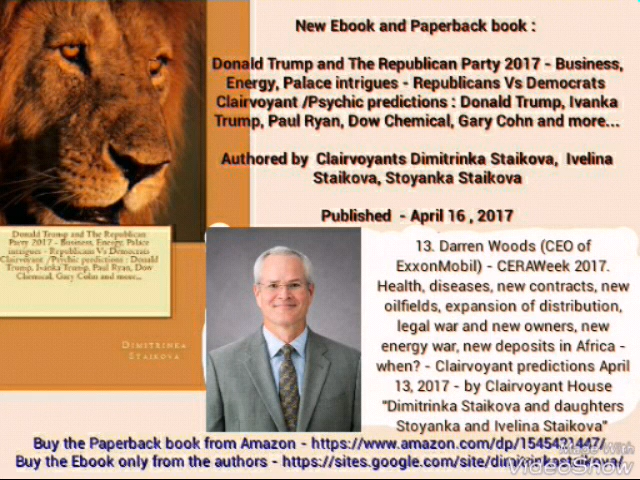 New Ebook and Paperback book :
Donald Trump and The Republican Party 2017 - Business,
Energy, Palace intrigues - Republicans Vs Democrats
Clairvoyant /Psychic predictions : Donald Trump, Ivanka
Trump, Paul Ryan, Dow Chemical, Gary Cohn and more...
Authored by Clairvoyants Dimitrinka Staikova, Ivelina
Staikova, Stoyanka Staikova
Published - April 16 , 2017
Donald Trump and The Republican
Party 2017 - Business, Energy, Palace
intrigues - Republicans Vs Democrats
Clairvoyant /Psychic predictions : Donald
Trump, Ivanka Trump, Paul Ryan, Dow
Chemical, Gary Cohn and more...
Dimitrinka
Staikova
13. Darren Woods (CEO of
ExxonMobil) - CERAWeek 2017.
Health, diseases, new contracts, new
oilfields, expansion of distribution,
legal war and new owners, new
energy war, new deposits in Africa -
when? - Clairvoyant predictions April
13, 2017 - by Clairvoyant House
"Dimitrinka Staikova and daughters
Stoyanka and Ivelina Staikova"
Buy the Paperback book from Amazon - https://www.amazon.com/dp/1545431447/
Buy the Ebook only from the authors - https://sites.google.com/site/dimitrinkastaikova/
Made With
VideoShow